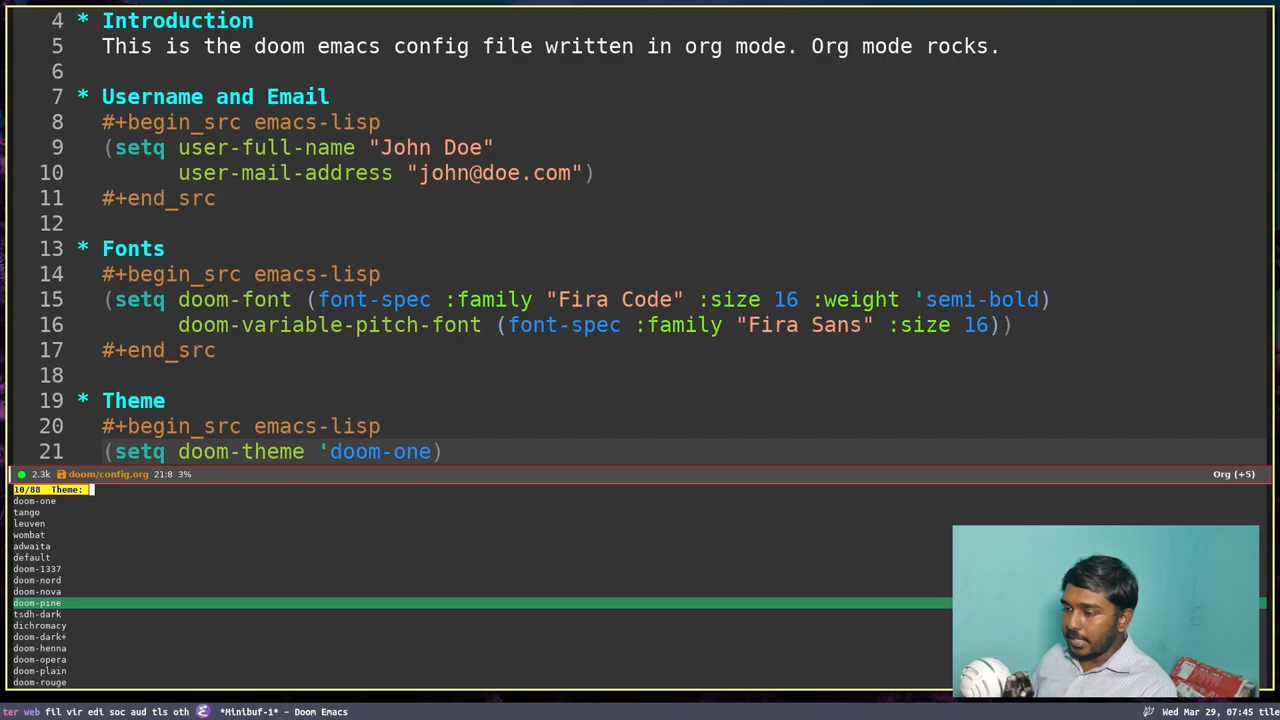 4 * Introduction
5 This is the doom emacs config file written in org mode. Org mode rocks.
6
7 * Username and Email
8 #+begin_src emacs-lisp
9 (setq user-full-name "John Doe"
10 user-mail-address "john@doe.com")
11 #+end_src
12
13 * Fonts
14 #+begin_src emacs-lisp
15 (setq doom-font (font-spec :family "Fira Code" :size 16 :weight 'semi-bold)
16 doom-variable-pitch-font (font-spec :family "Fira Sans" :size 16))
17 #+end_src
18
19 * Theme
20 #+begin_src emacs-lisp
21 (setq doom-theme 'doom-one)
2.3k doom/config.org 21:8 3% Org (+5)
10/88 Theme:
doom-one
tango
leuven
wombat
adwaita
default
doom-1337
doom-nord
doom-nova
doom-pine
tsdh-dark
dichromacy
doom-dark+
doom-henna
doom-opera
doom-plain
doom-rouge
ter web fil vir edi soc aud tls oth *Minibuf-1* - Doom Emacs Wed Mar 29, 07:45 tile